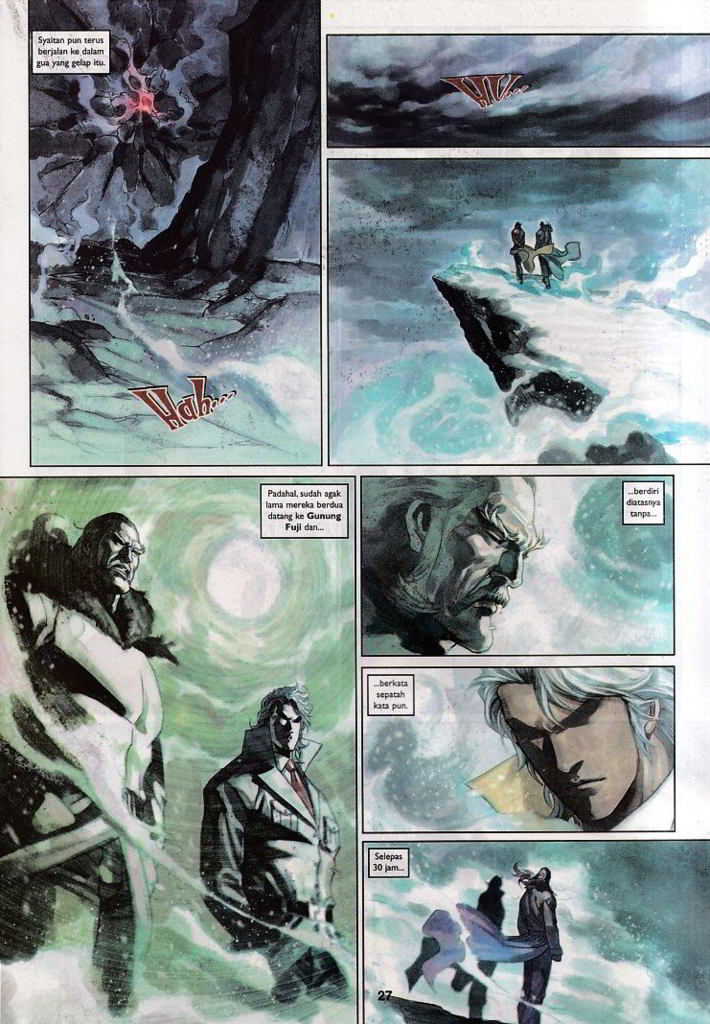 Syaitan pun terus
berjalan ke dalam
gua yang gelap itu.
Hah...
HU...
Padahal, sudah agak
lama mereka berdua
datang ke Gunung
Fuji dan...
...berdiri
diatasnya
tanpa...
...berkata
sepatah
kata pun.
Selepas
30 jam...
27